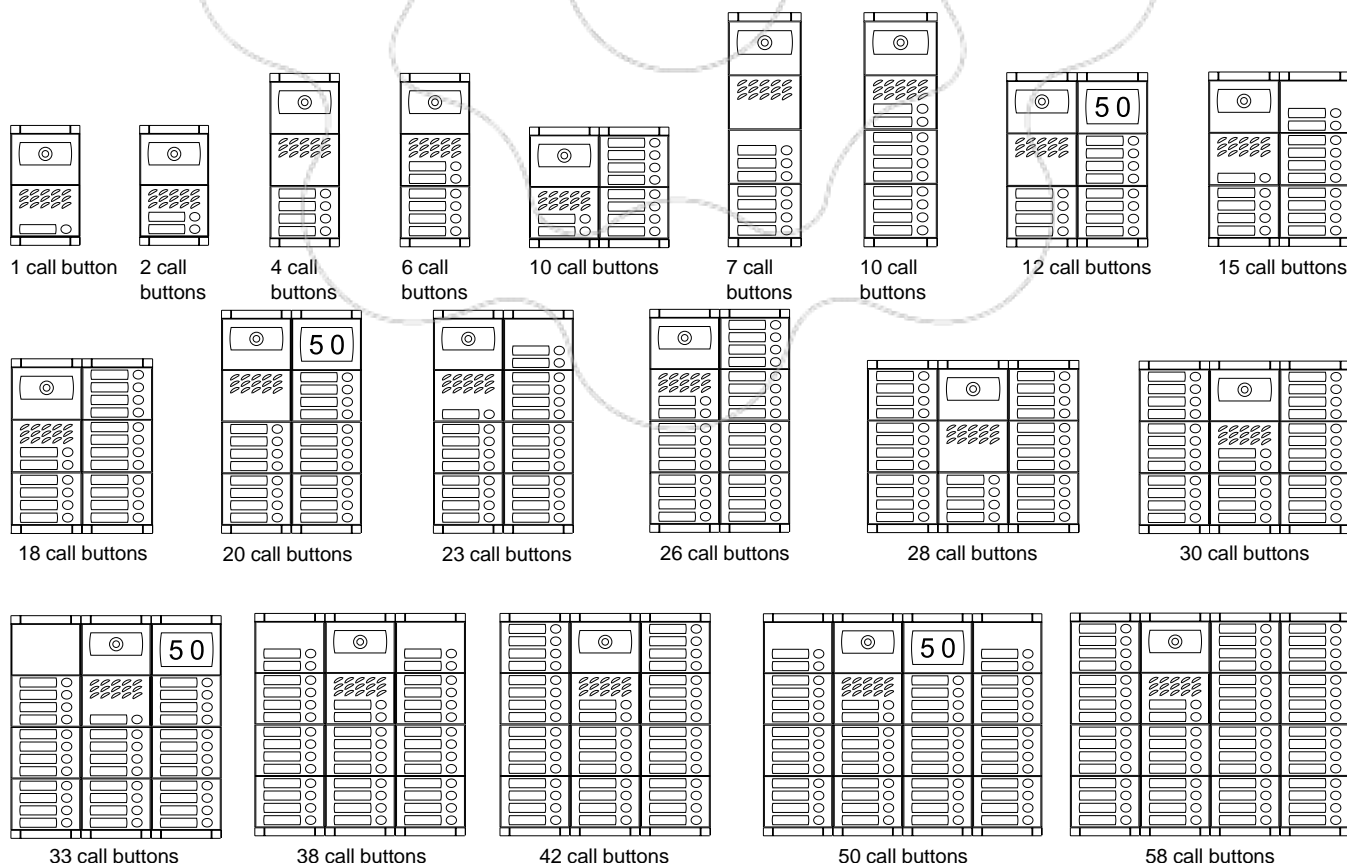 1 call button
2 call
buttons
4 call
buttons
6 call
buttons
10 call buttons
7 call
buttons
10 call
buttons
50
12 call buttons
15 call buttons
18 call buttons
50
20 call buttons
23 call buttons
26 call buttons
28 call buttons
30 call buttons
50
33 call buttons
38 call buttons
42 call buttons
50
50 call buttons
58 call buttons